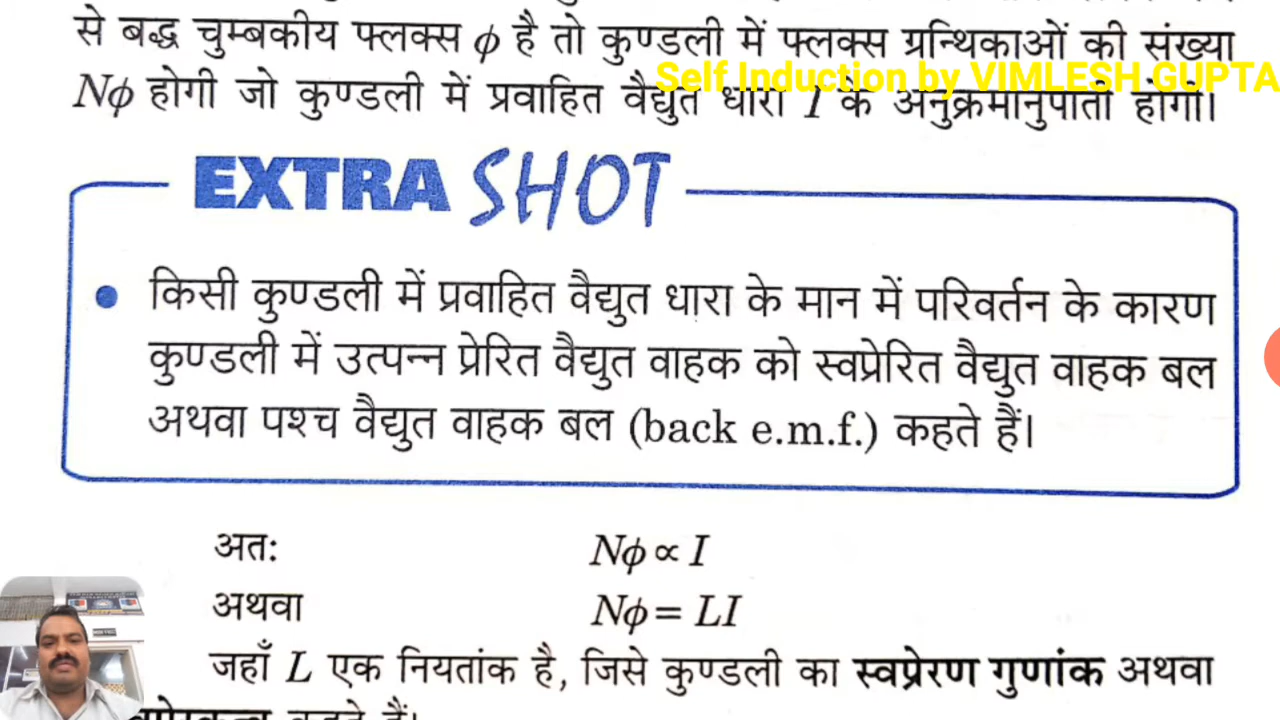 से बद्ध चुम्बकीय फ्लक्स ϕ है तो कुण्डली में फ्लक्स ग्रन्थिकाओं की संख्या
Self Induction by VIMLESH GUPTA
Nϕ होगी जो कुण्डली में प्रवाहित वैद्युत धारा I के अनुक्रमानुपाती होगी।
EXTRA SHOT
• किसी कुण्डली में प्रवाहित वैद्युत धारा के मान में परिवर्तन के कारण
कुण्डली में उत्पन्न प्रेरित वैद्युत वाहक को स्वप्रेरित वैद्युत वाहक बल
अथवा पश्च वैद्युत वाहक बल (back e.m.f.) कहते हैं।
अतः Nϕ ∝ I
अथवा Nϕ = LI
जहाँ L एक नियतांक है, जिसे कुण्डली का स्वप्रेरण गुणांक अथवा
कहते हैं।